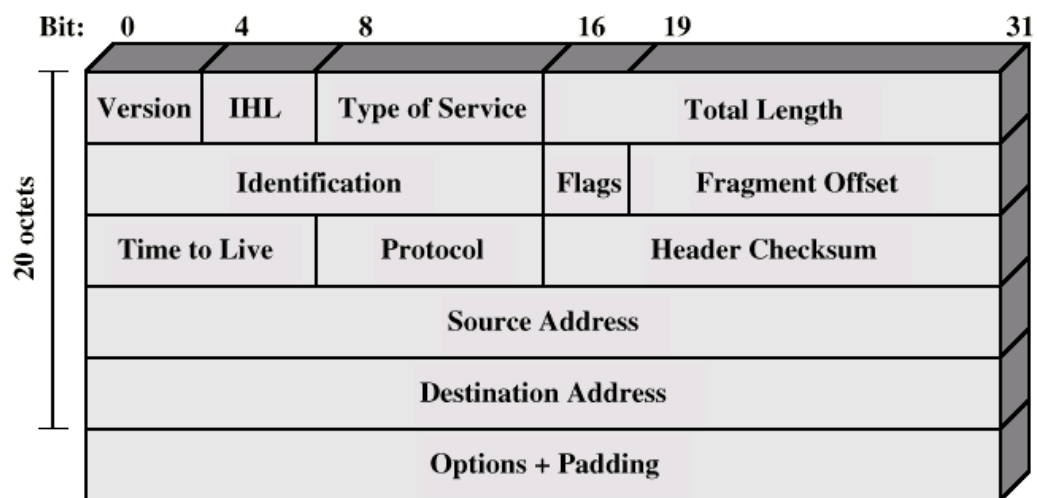 Bit: 0 4 8 16 19 31
Version IHL Type of Service Total Length
Identification Flags Fragment Offset
Time to Live Protocol Header Checksum
Source Address
Destination Address
Options + Padding
20 octets